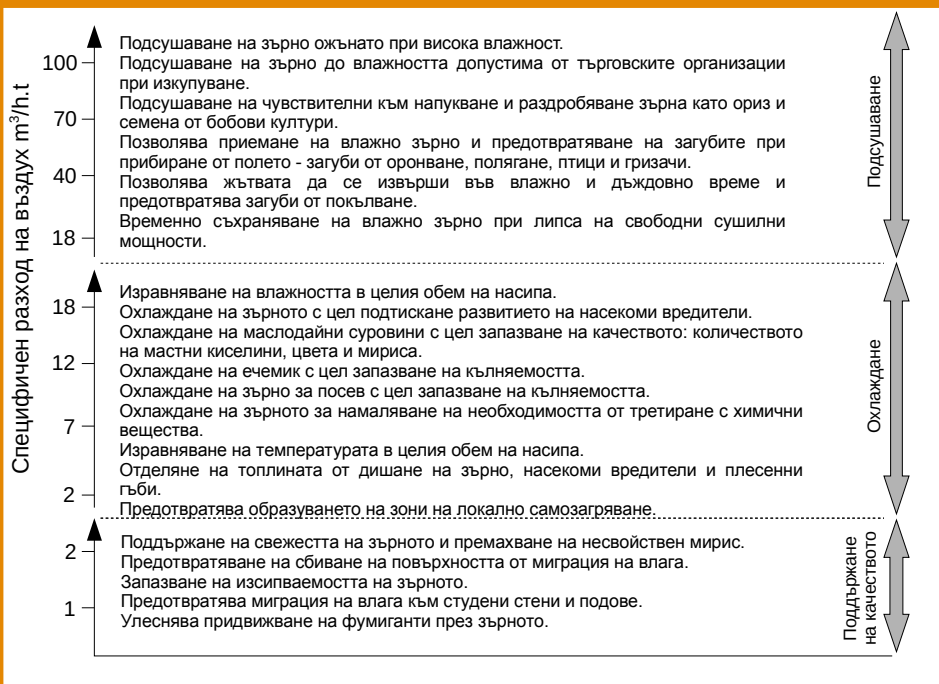 Специфичен разход на въздух m³/h.t
100
70
40
18
Подсушаване на зърно ожънато при висока влажност.
Подсушаване на зърно до влажността допустима от търговските организации
при изкупуване.
Подсушаване на чувствителни към напукване и раздробяване зърна като ориз и
семена от бобови култури.
Позволява приемане на влажно зърно и предотвратяване на загубите при
прибиране от полето - загуби от оронване, полягане, птици и гризачи.
Позволява жътвата да се извърши във влажно и дъждовно време и
предотвратява загуби от покълване.
Временно съхраняване на влажно зърно при липса на свободни сушилни
мощности.
Подсушаване
18
12
7
2
Изравняване на влажността в целия обем на насипа.
Охлаждане на зърното с цел подтискане развитието на насекоми вредители.
Охлаждане на маслодайни суровини с цел запазване на качеството: количеството
на мастни киселини, цвета и мириса.
Охлаждане на ечемик с цел запазване на кълняемостта.
Охлаждане на зърно за посев с цел запазване на кълняемостта.
Охлаждане на зърното за намаляване на необходимостта от третиране с химични
вещества.
Изравняване на температурата в целия обем на насипа.
Отделяне на топлината от дишане на зърно, насекоми вредители и плесенни
гъби.
Предотвратява образуването на зони на локално самозагряване.
Охлаждане
2
1
Поддържане на свежестта на зърното и премахване на несвойствен мирис.
Предотвратяване на сбиване на повърхността от миграция на влага.
Запазване на изсипваемостта на зърното.
Предотвратява миграция на влага към студени стени и подове.
Улеснява придвижване на фумиганти през зърното.
Поддържане
на качеството